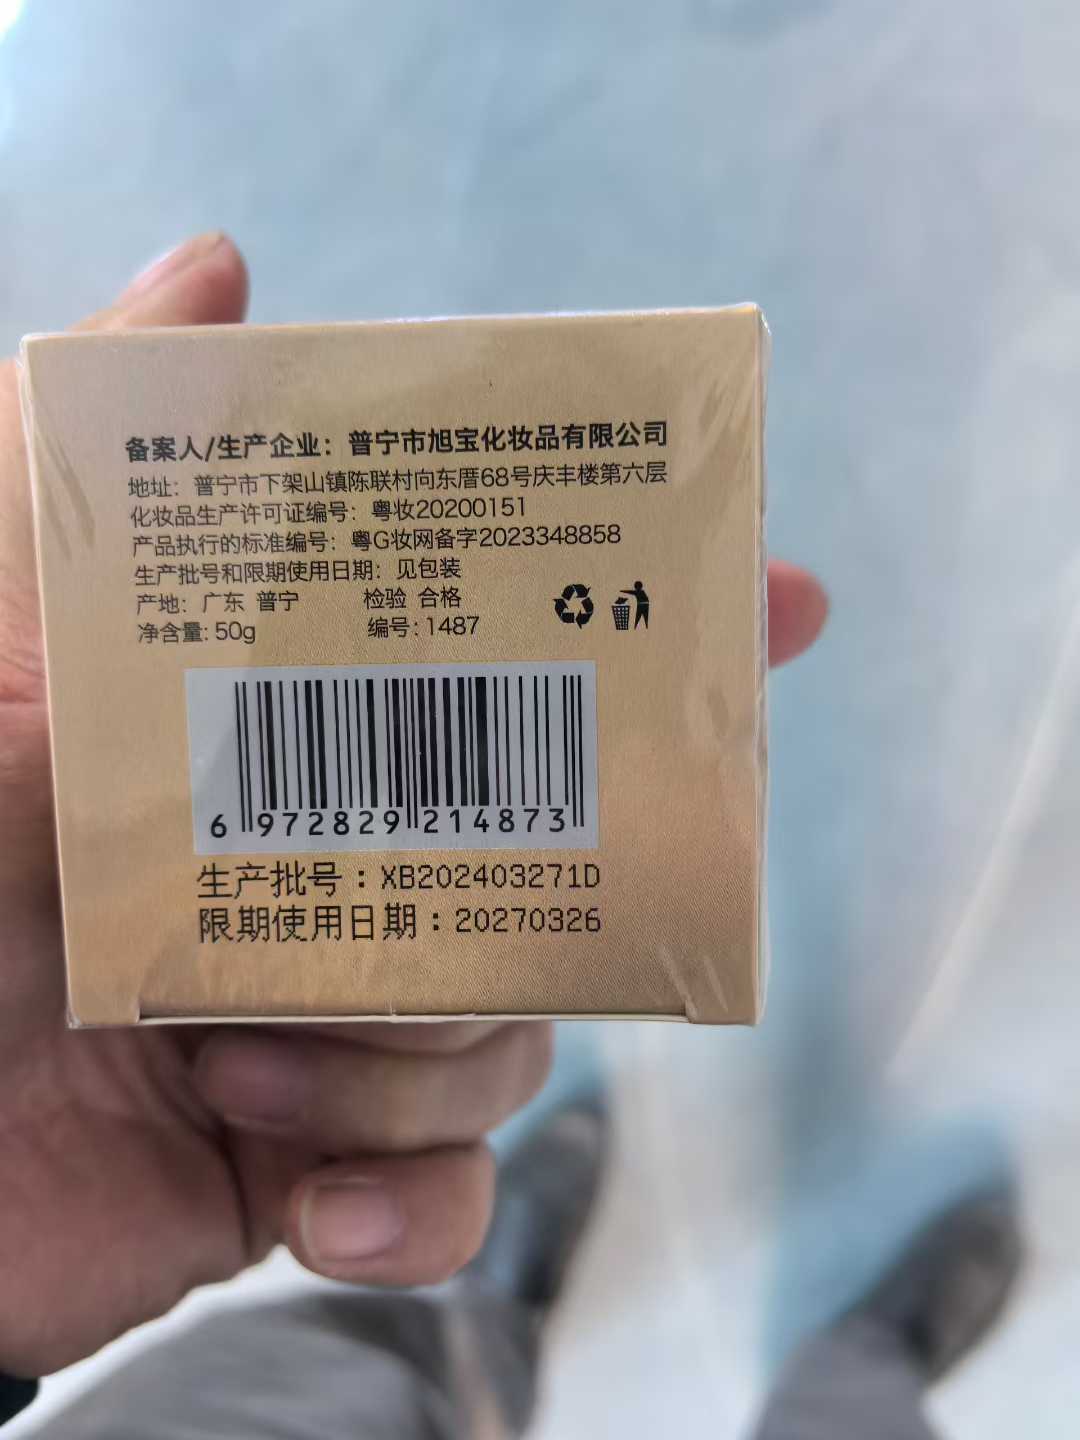 备案人/生产企业：普宁市旭宝化妆品有限公司
地址：普宁市下架山镇陈联村向东厝68号庆丰楼第六层
化妆品生产许可证编号：粤妆20200151
产品执行的标准编号：粤G妆网备字2023348858
生产批号和限期使用日期：见包装
产地：广东 普宁 检验 合格
净含量: 50g 编号: 1487
6 972829 214873
生产批号：XB202403271D
限期使用日期：20270326